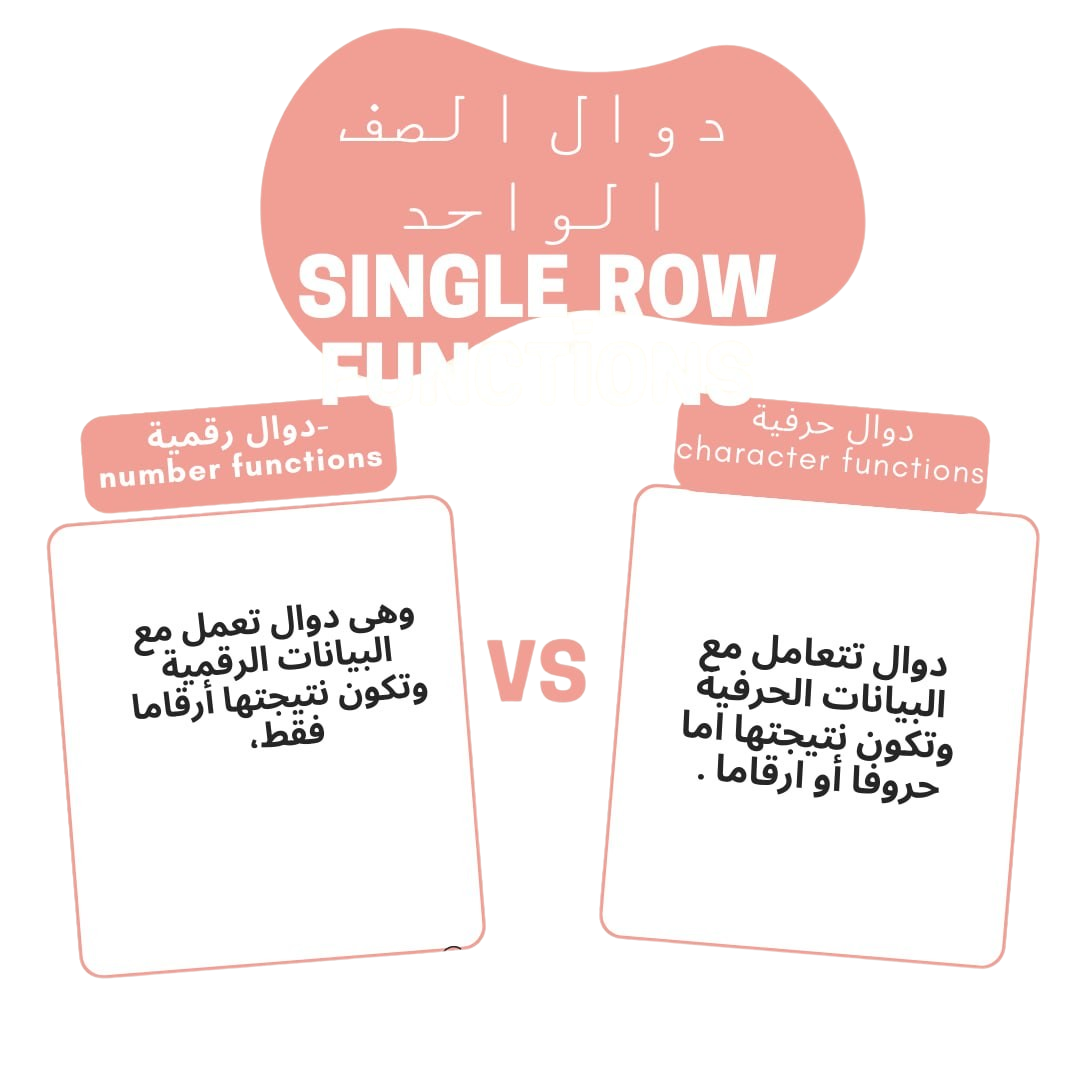 دوال الصف
الواحد
SINGLE ROW
FUNCTIONS
دوال رقمية-
number functions
وهى دوال تعمل مع
البيانات الرقمية
وتكون نتيجتها أرقاما
فقط،
VS
دوال حرفية
character functions
دوال تتعامل مع
البيانات الحرفية
وتكون نتيجتها اما
حروفا أو ارقاما .